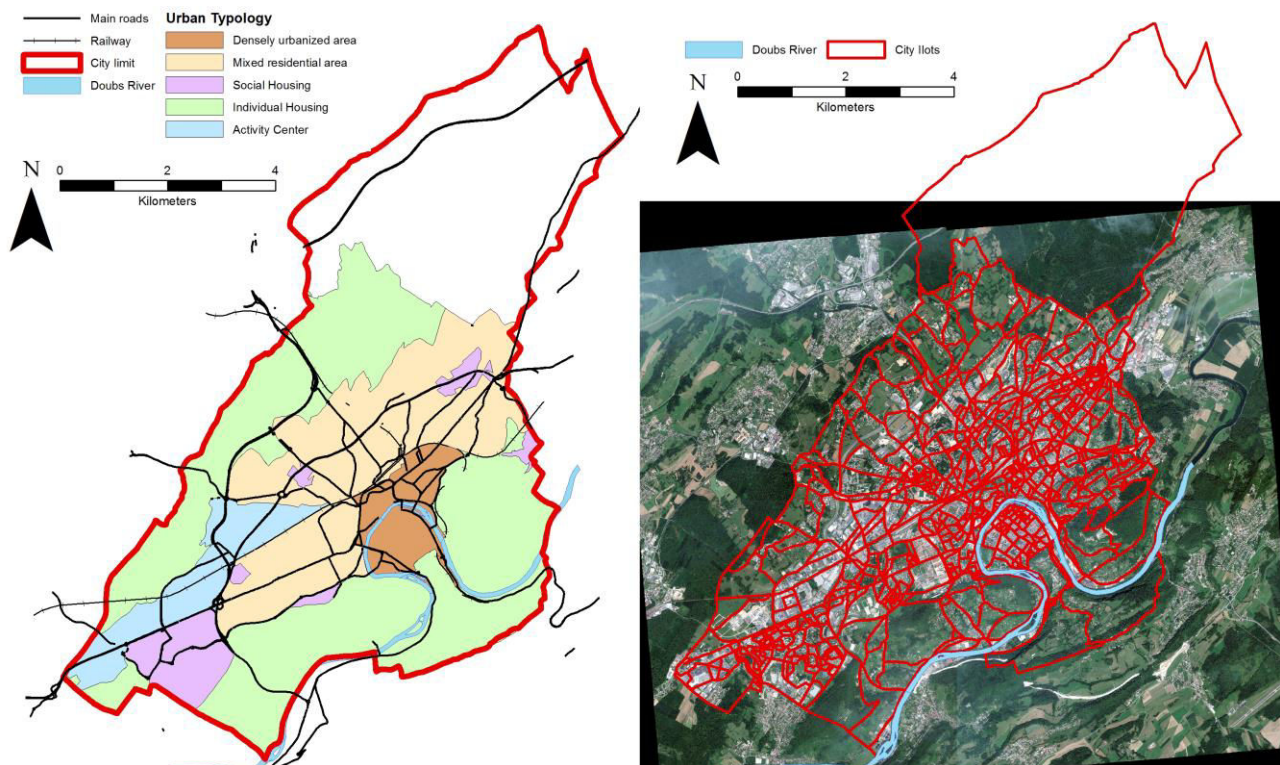 Main roads
Railway
City limit
Doubs River
Urban Typology
Densely urbanized area
Mixed residential area
Social Housing
Individual Housing
Activity Center
N
0 2 4
Kilometers
Doubs River City Ilots
N
0 2 4
Kilometers